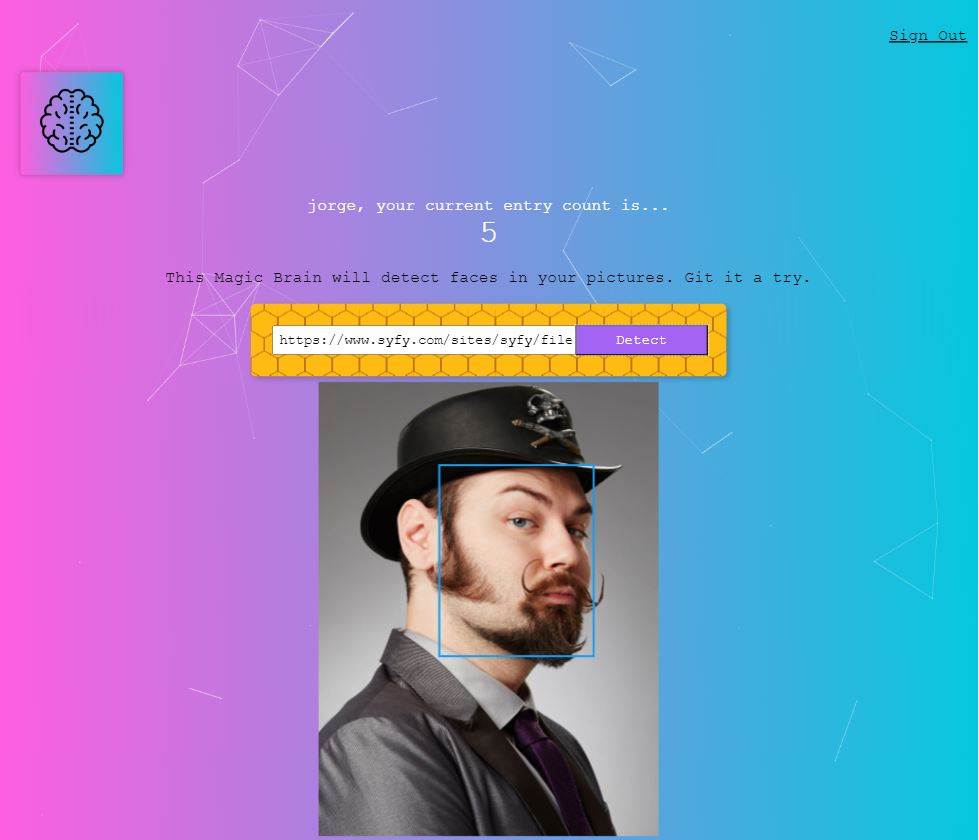 Sign Out
jorge, your current entry count is...
5
This Magic Brain will detect faces in your pictures. Git it a try.
https://www.syfy.com/sites/syfy/file
Detect